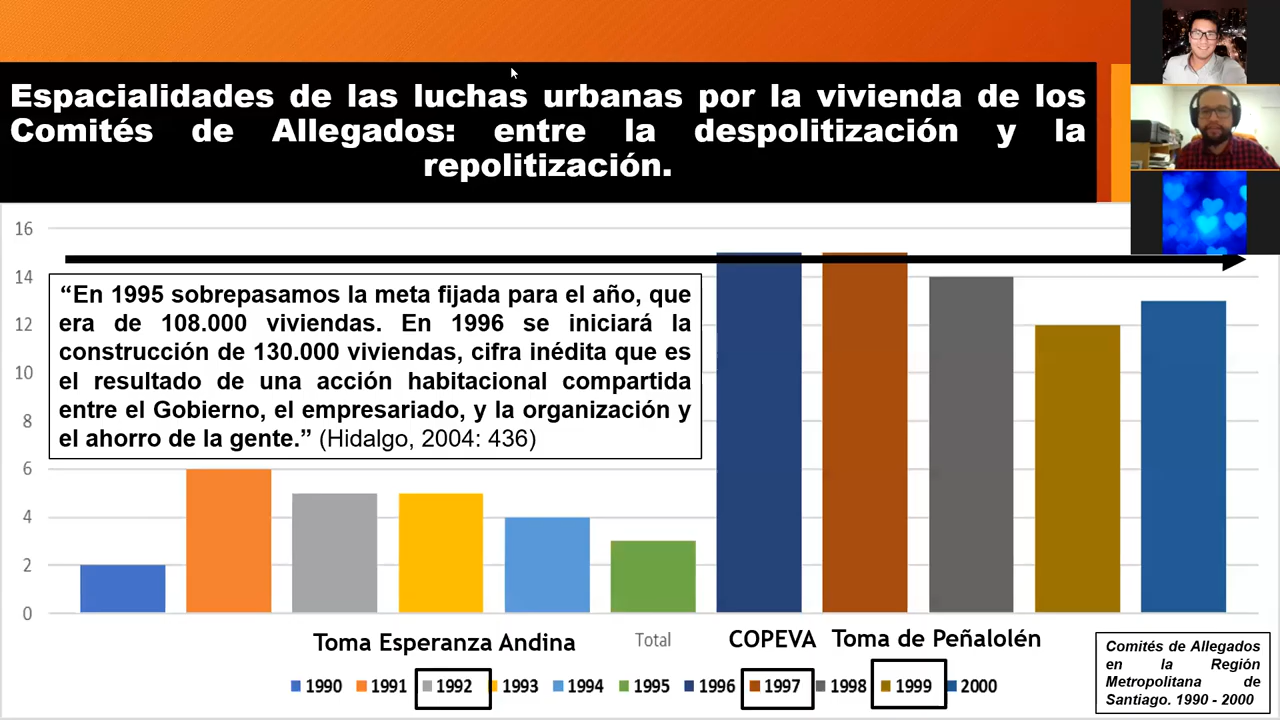 Espacialidades de las luchas urbanas por la vivienda de los
Comités de Allegados: entre la despolitización y la
repolitización.
16
14
12
10
8
6
4
2
0
“En 1995 sobrepasamos la meta fijada para el año, que
era de 108.000 viviendas. En 1996 se iniciará la
construcción de 130.000 viviendas, cifra inédita que es
el resultado de una acción habitacional compartida
entre el Gobierno, el empresariado, y la organización y
el ahorro de la gente.” (Hidalgo, 2004: 436)
Toma Esperanza Andina
Total
COPEVA
Toma de Peñalolén
1990 1991 1992 1993 1994 1995 1996 1997 1998 1999 2000
Comités de Allegados
en la Región
Metropolitana de
Santiago. 1990 - 2000